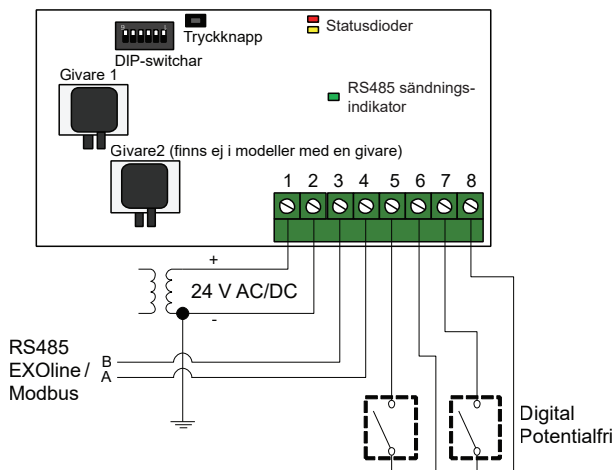 Statusdioder
Tryckknapp
DIP-switchar
Givare 1
RS485 sändnings-
indikator
Givare2 (finns ej i modeller med en givare)
1 2 3 4 5 6 7 8
+
24 V AC/DC
-
RS485
EXOline /
Modbus
B
A
Digital
Potentialfri